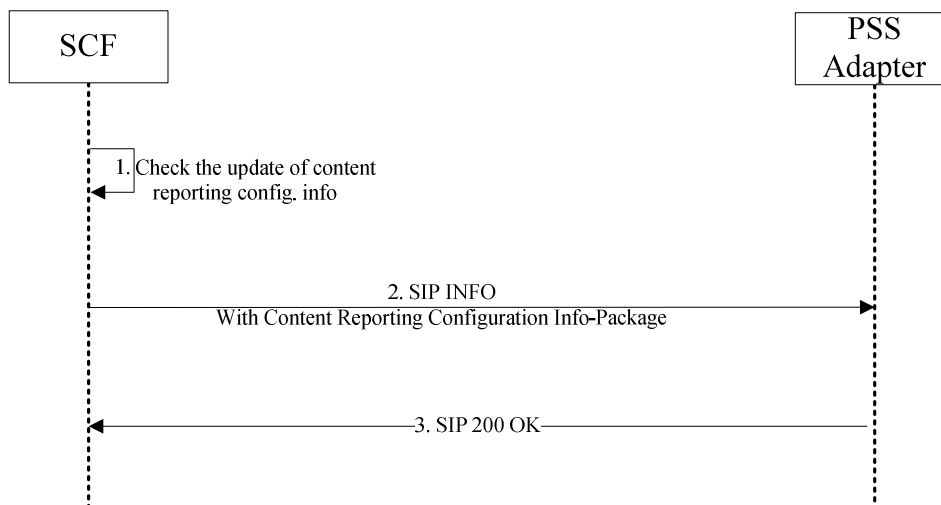 SCF
PSS
Adapter
1. Check the update of content
reporting config. info
2. SIP INFO
With Content Reporting Configuration Info-Package
3. SIP 200 OK